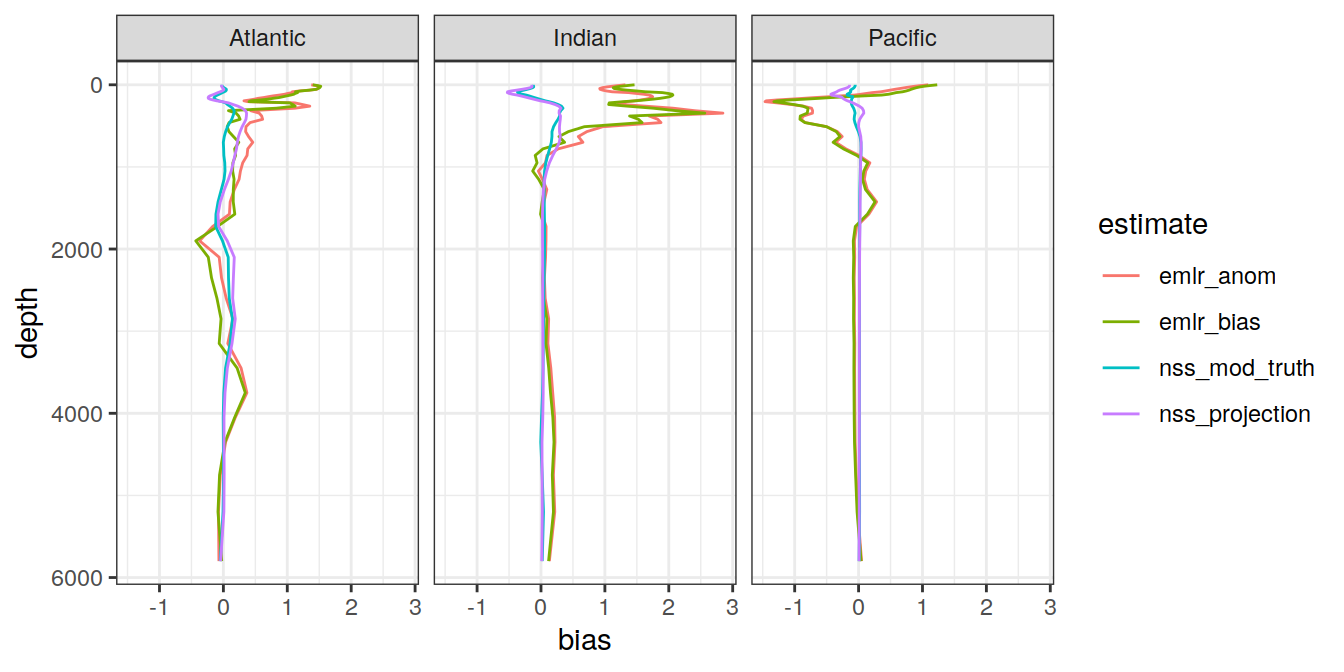 Atlantic
Indian
Pacific
0
2000
4000
6000
depth
-1 0 1 2 3
-1 0 1 2 3
-1 0 1 2 3
bias
estimate
emlr_anom
emlr_bias
nss_mod_truth
nss_projection